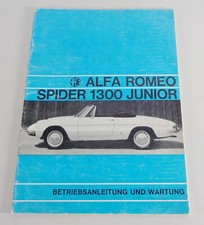 ALFA ROMEO
SPIDER 1300 JUNIOR
BETRIEBSANLEITUNG UND WARTUNG